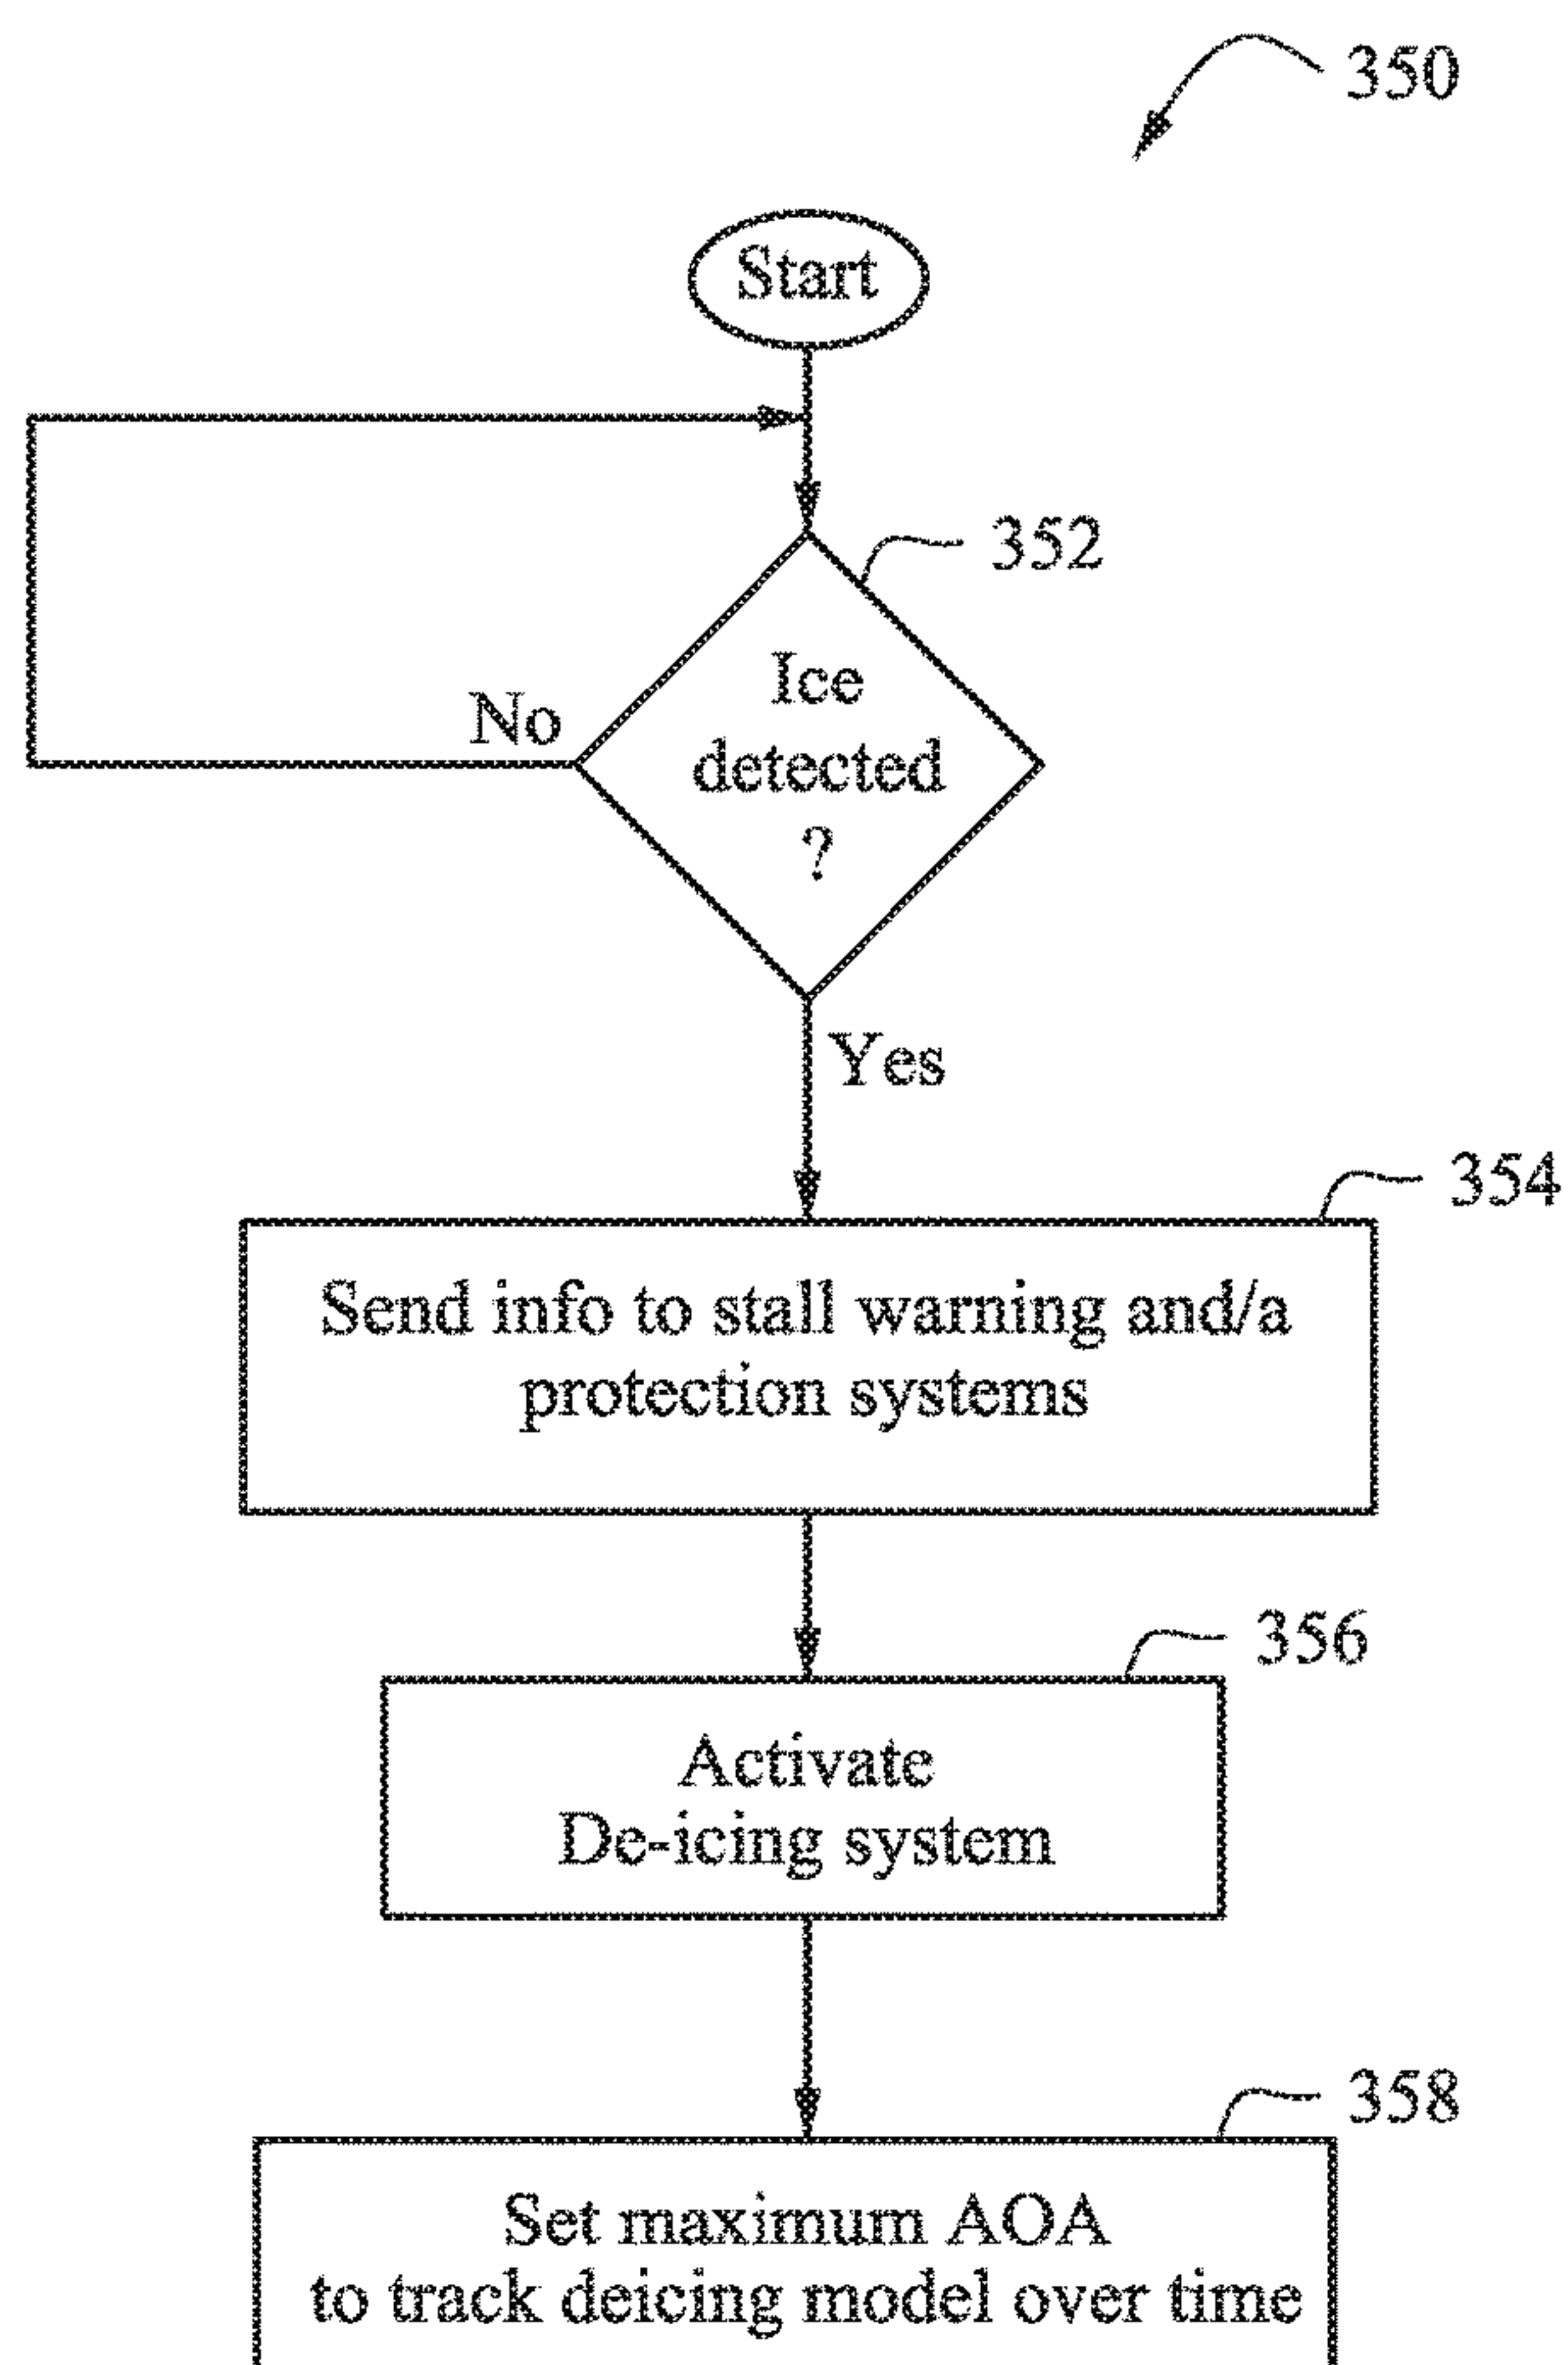 350
Start
352
Ice
detected
?
No
Yes
354
Send info to stall warning and/a
protection systems
356
Activate
De-icing system
358
Set maximum AOA
to track deicing model over time